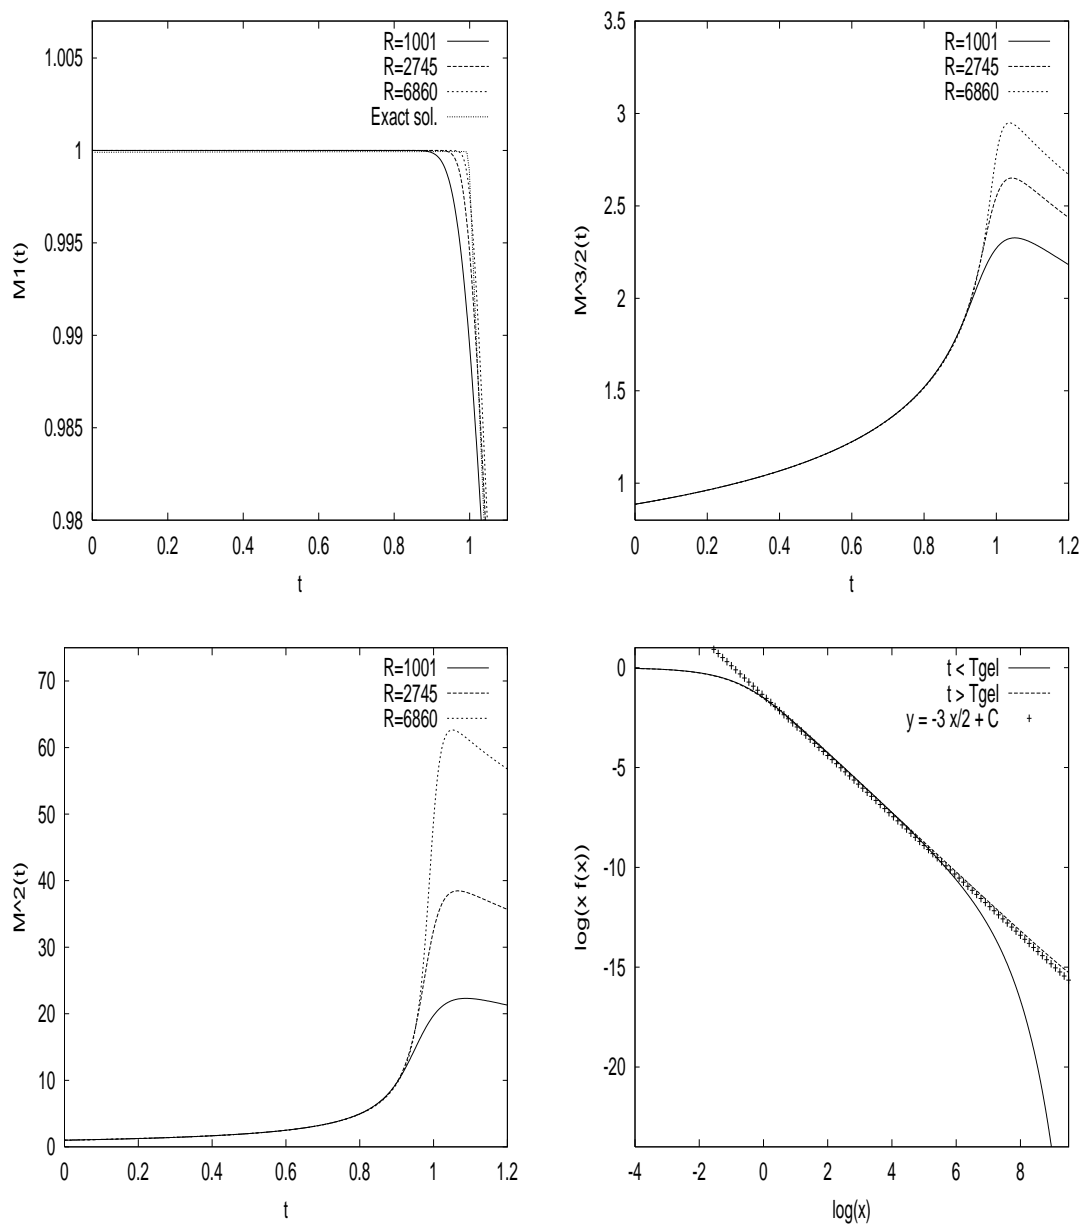 R=1001
R=2745
R=6860
Exact sol.
1.005
1
0.995
0.99
0.985
0.98
M1(t)
0 0.2 0.4 0.6 0.8 1
t
R=1001
R=2745
R=6860
3.5
3
2.5
2
1.5
1
M^3/2(t)
0 0.2 0.4 0.6 0.8 1 1.2
t
R=1001
R=2745
R=6860
70
60
50
40
30
20
10
0
M^2(t)
0 0.2 0.4 0.6 0.8 1 1.2
t
t < Tgel
t > Tgel
y = -3 x/2 + C
0
-5
-10
-15
-20
log(x f(x))
-4 -2 0 2 4 6 8
log(x)